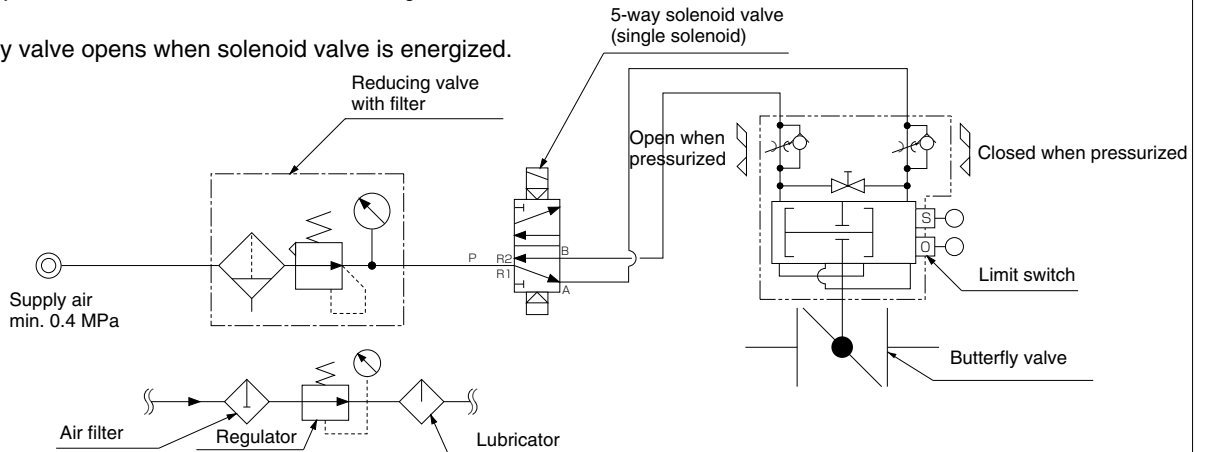 5-way solenoid valve
(single solenoid)
y valve opens when solenoid valve is energized.
Reducing valve
with filter
Open when
pressurized
Closed when pressurized
P
R2
R1
B
A
S
O
Limit switch
Supply air
min. 0.4 MPa
Butterfly valve
Air filter
Regulator
Lubricator